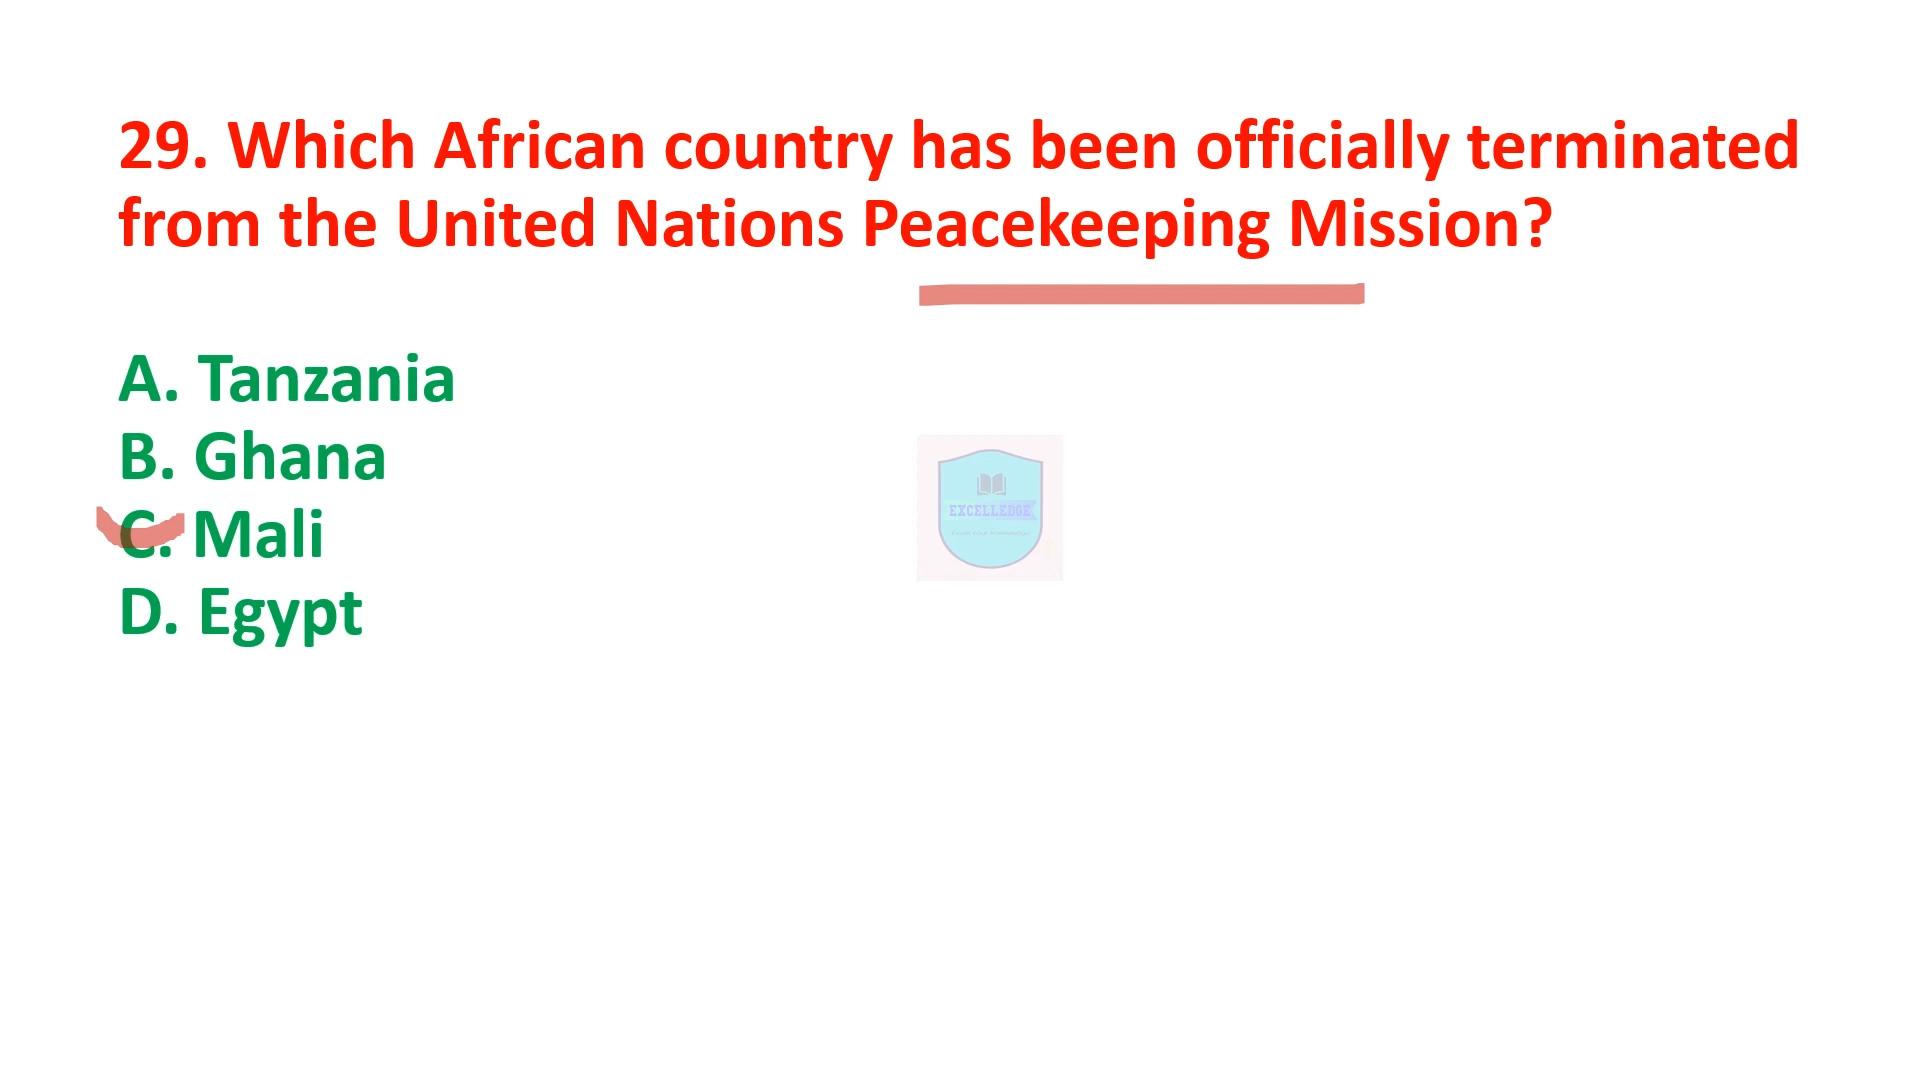 29. Which African country has been officially terminated
from the United Nations Peacekeeping Mission?
A. Tanzania
B. Ghana
C. Mali
D. Egypt
EXCELLEDGE